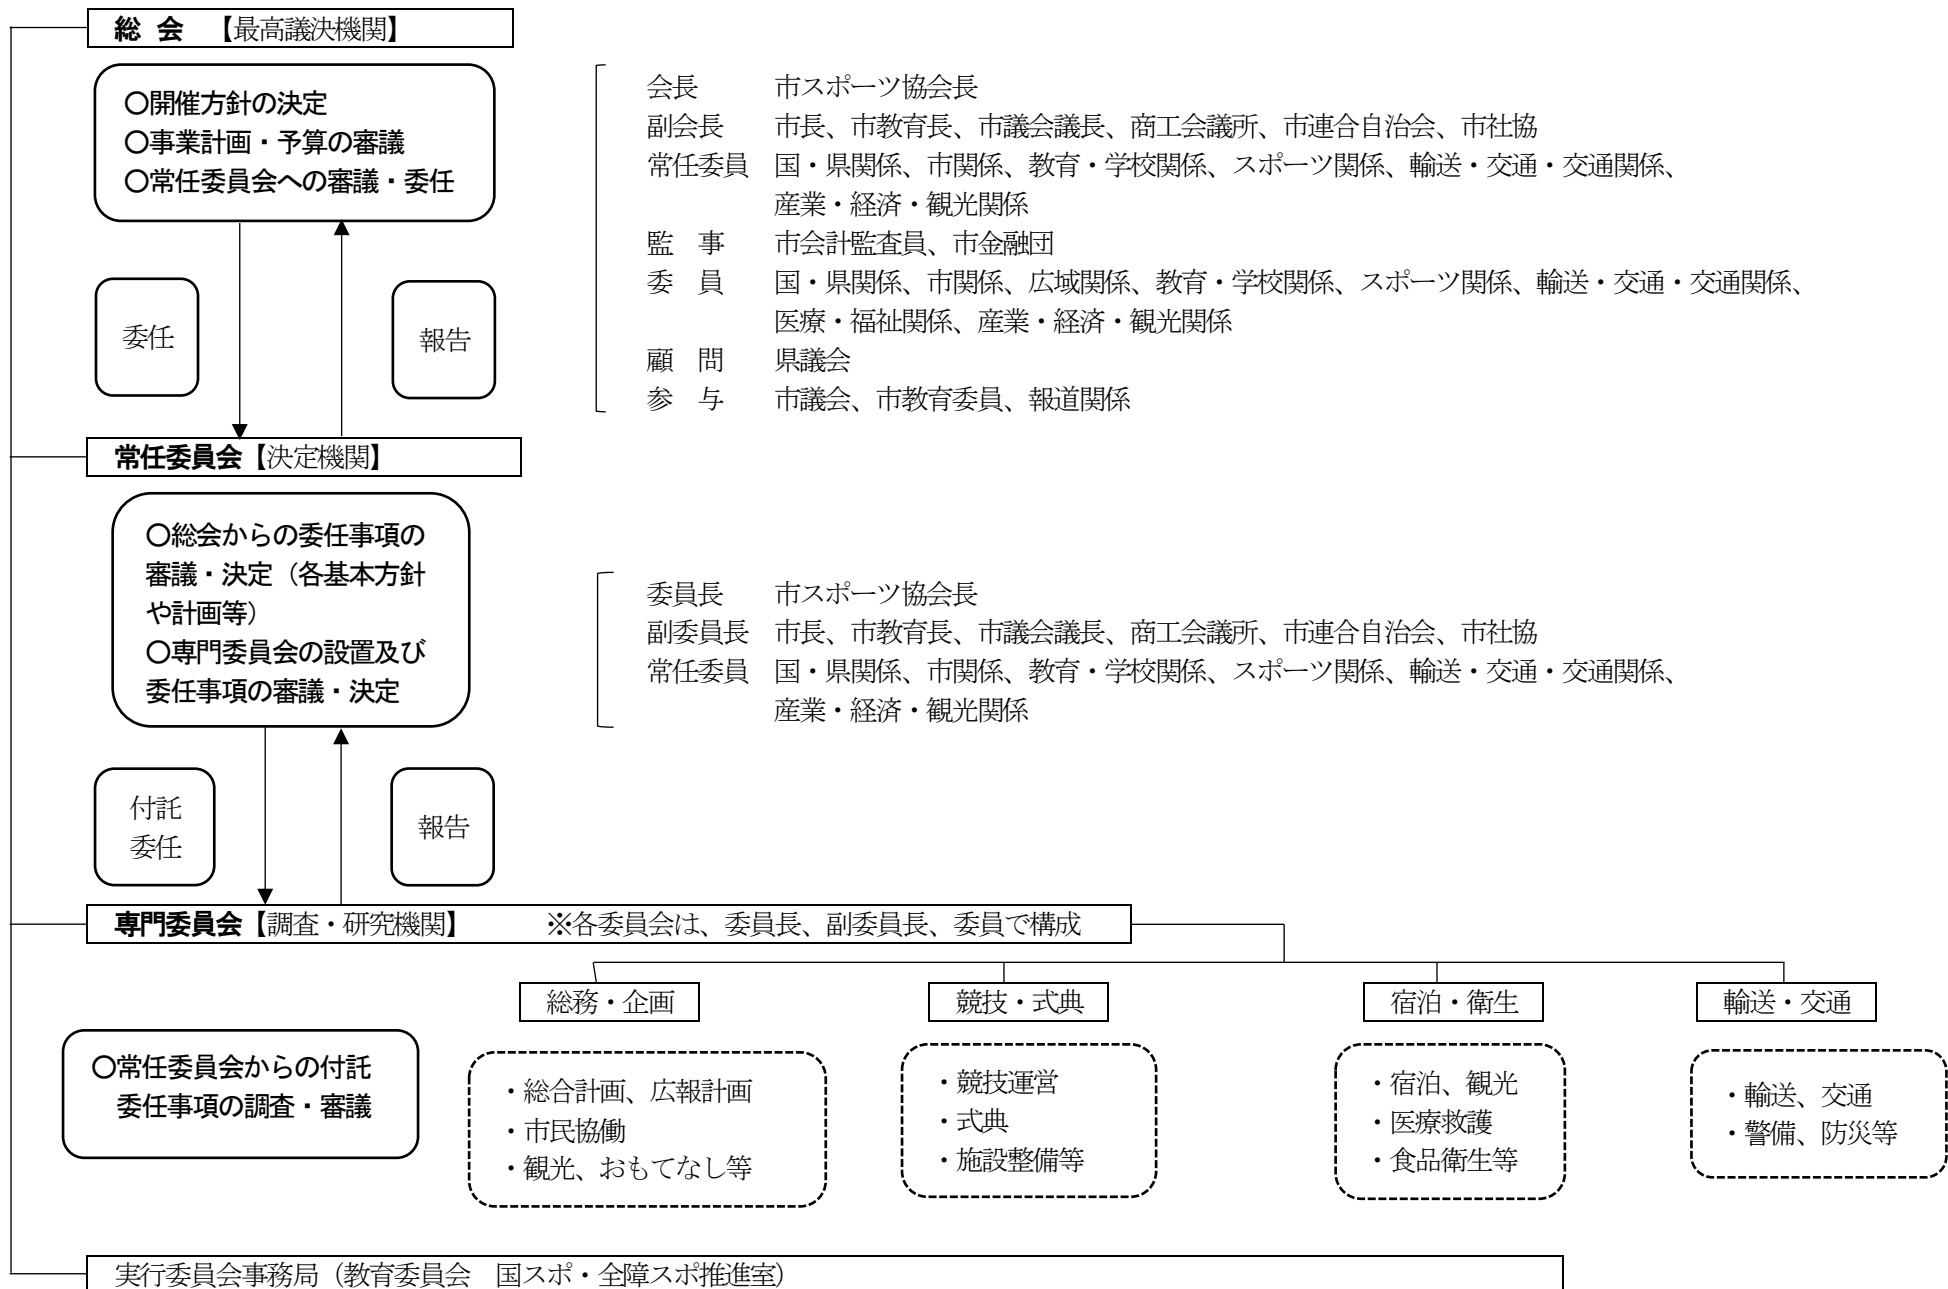 総 会 【最高議決機関】
〇開催方針の決定
〇事業計画・予算の審議
〇常任委員会への審議・委任
会長 市スポーツ協会長
副会長 市長、市教育長、市議会議長、商工会議所、市連合自治会、市社協
常任委員 国・県関係、市関係、教育・学校関係、スポーツ関係、輸送・交通・交通関係、
産業・経済・観光関係
監 事 市会計監査員、市金融団
委 員 国・県関係、市関係、広域関係、教育・学校関係、スポーツ関係、輸送・交通・交通関係、
医療・福祉関係、産業・経済・観光関係
顧 問 県議会
参 与 市議会、市教育委員、報道関係
委任
報告
常任委員会【決定機関】
〇総会からの委任事項の
審議・決定（各基本方針
や計画等）
〇専門委員会の設置及び
委任事項の審議・決定
委員長 市スポーツ協会長
副委員長 市長、市教育長、市議会議長、商工会議所、市連合自治会、市社協
常任委員 国・県関係、市関係、教育・学校関係、スポーツ関係、輸送・交通・交通関係、
産業・経済・観光関係
付託
委任
報告
専門委員会【調査・研究機関】 ※各委員会は、委員長、副委員長、委員で構成
〇常任委員会からの付託
委任事項の調査・審議
総務・企画
・総合計画、広報計画
・市民協働
・観光、おもてなし等
競技・式典
・競技運営
・式典
・施設整備等
宿泊・衛生
・宿泊、観光
・医療救護
・食品衛生等
輸送・交通
・輸送、交通
・警備、防災等
実行委員会事務局（教育委員会 国スポ・全障スポ推進室）